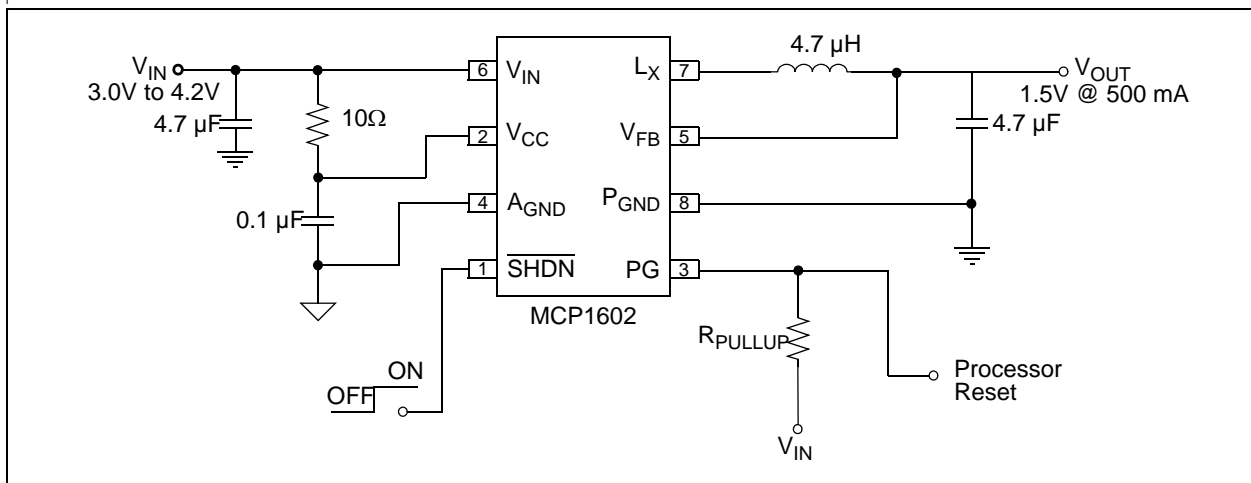 VIN
3.0V to 4.2V
4.7 µF
10Ω
0.1 µF
6
VIN
2
VCC
4
AGND
1
SHDN
LX
7
VFB
5
PGND
8
PG
3
MCP1602
4.7 µH
VOUT
1.5V @ 500 mA
4.7 µF
RPULLUP
VIN
Processor
Reset
ON
OFF